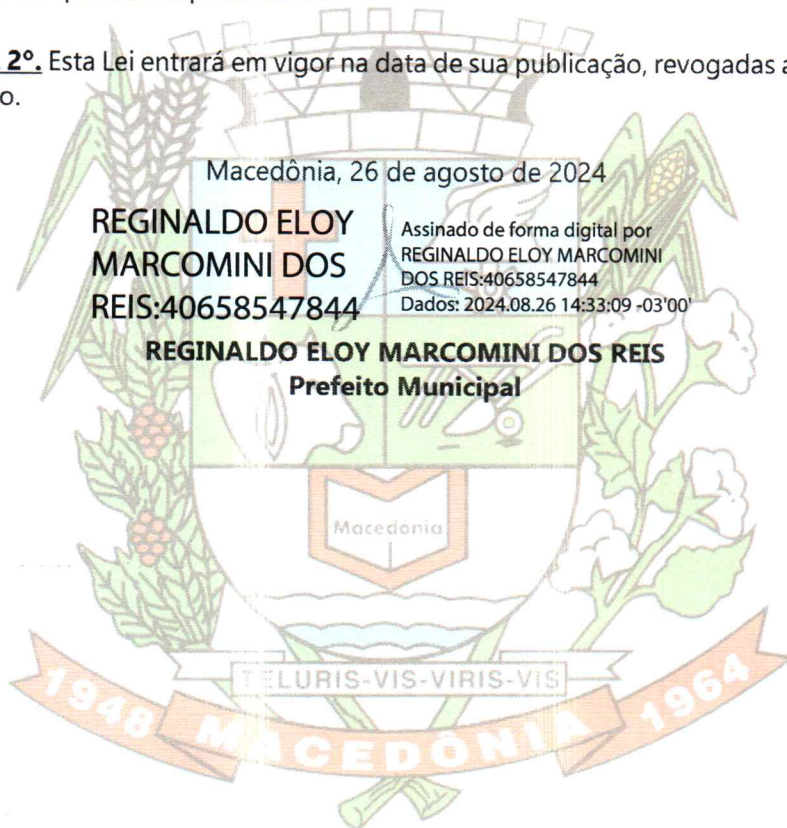 2º. Esta Lei entrará em vigor na data de sua publicação, revogadas a
o.
Macedônia, 26 de agosto de 2024
REGINALDO ELOY
MARCOMINI DOS
REIS:40658547844
Assinado de forma digital por
REGINALDO ELOY MARCOMINI
DOS REIS:40658547844
Dados: 2024.08.26 14:33:09 -03'00'
REGINALDO ELOY MARCOMINI DOS REIS
Prefeito Municipal
Macedonia
TELURIS-VIS-VIRIS-VIS
1948 MACEDÔNIA 1964